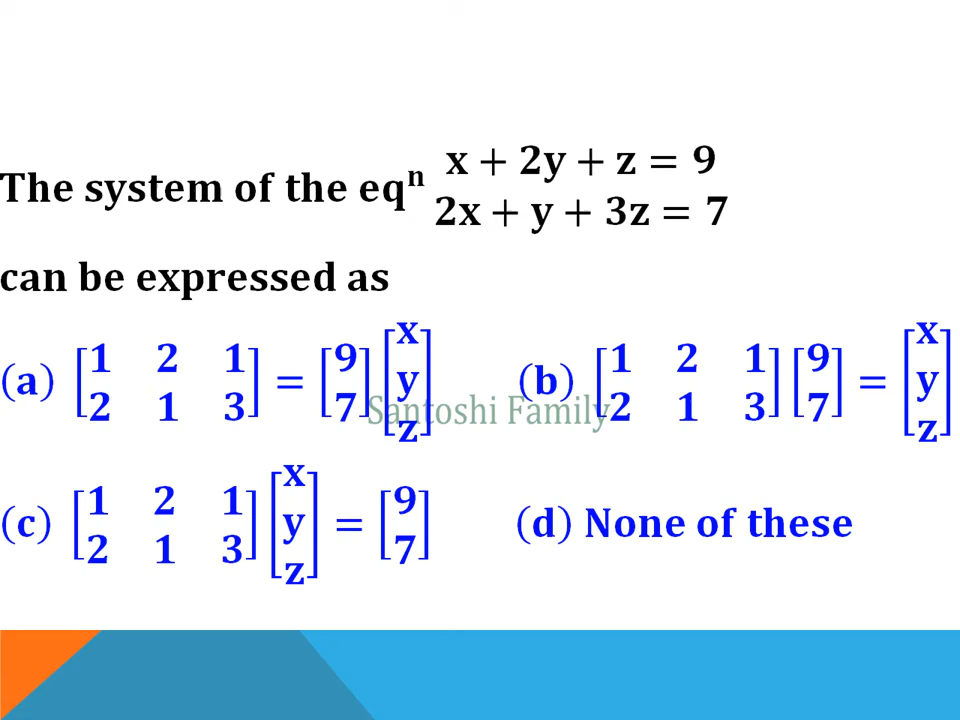 The system of the eqⁿ x + 2y + z = 9
2x + y + 3z = 7
can be expressed as
(a) [1 2 1; 2 1 3] = [9; 7] [x; y; z] (b) [1 2 1; 2 1 3] [9; 7] = [x; y; z]
Santoshi Family
(c) [1 2 1; 2 1 3] [x; y; z] = [9; 7] (d) None of these